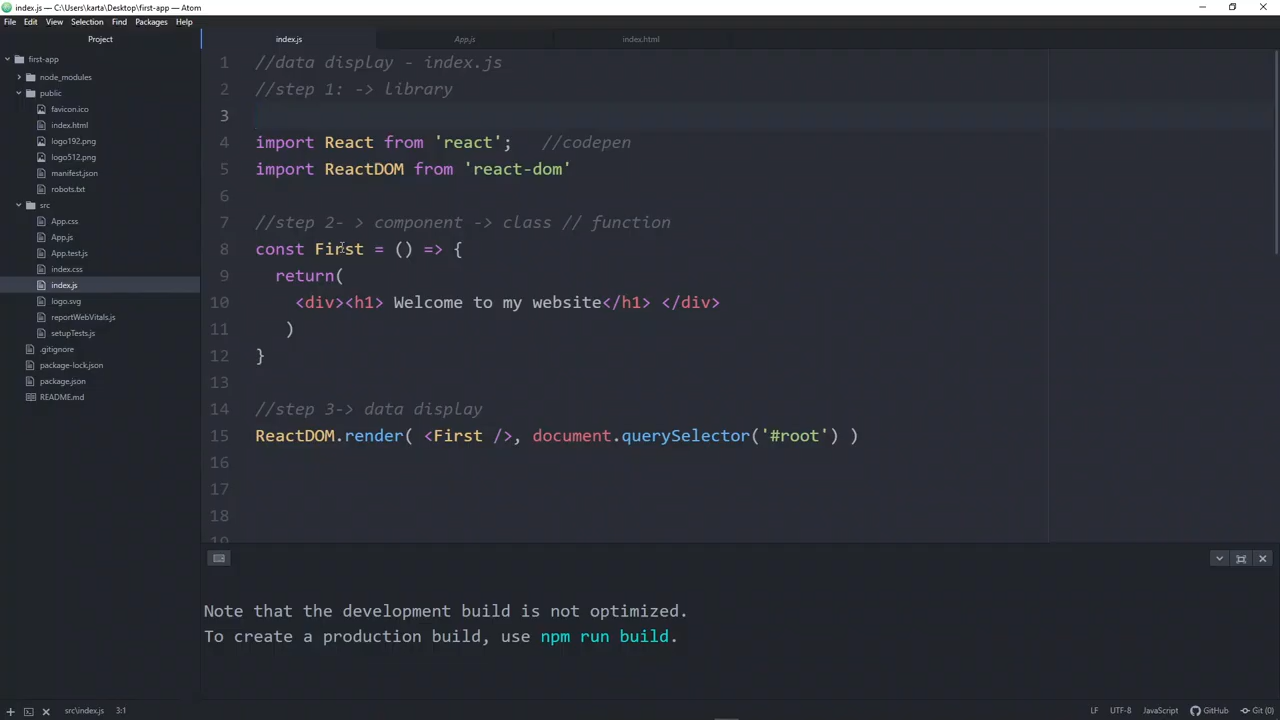 index.js — C:\Users\karta\Desktop\first-app — Atom
File Edit View Selection Find Packages Help
Project
index.js App.js index.html
first-app
node_modules
public
favicon.ico
index.html
logo192.png
logo512.png
manifest.json
robots.txt
src
App.css
App.js
App.test.js
index.css
index.js
logo.svg
reportWebVitals.js
setupTests.js
.gitignore
package-lock.json
package.json
README.md
1 //data display - index.js
2 //step 1: -> library
3
4 import React from 'react'; //codepen
5 import ReactDOM from 'react-dom'
6
7 //step 2- > component -> class // function
8 const First = () => {
9 return(
10 <div><h1> Welcome to my website</h1> </div>
11 )
12 }
13
14 //step 3-> data display
15 ReactDOM.render( <First />, document.querySelector('#root') )
16
17
18
19
Note that the development build is not optimized.
To create a production build, use npm run build.
src\index.js 3:1 LF UTF-8 JavaScript GitHub Git (0)